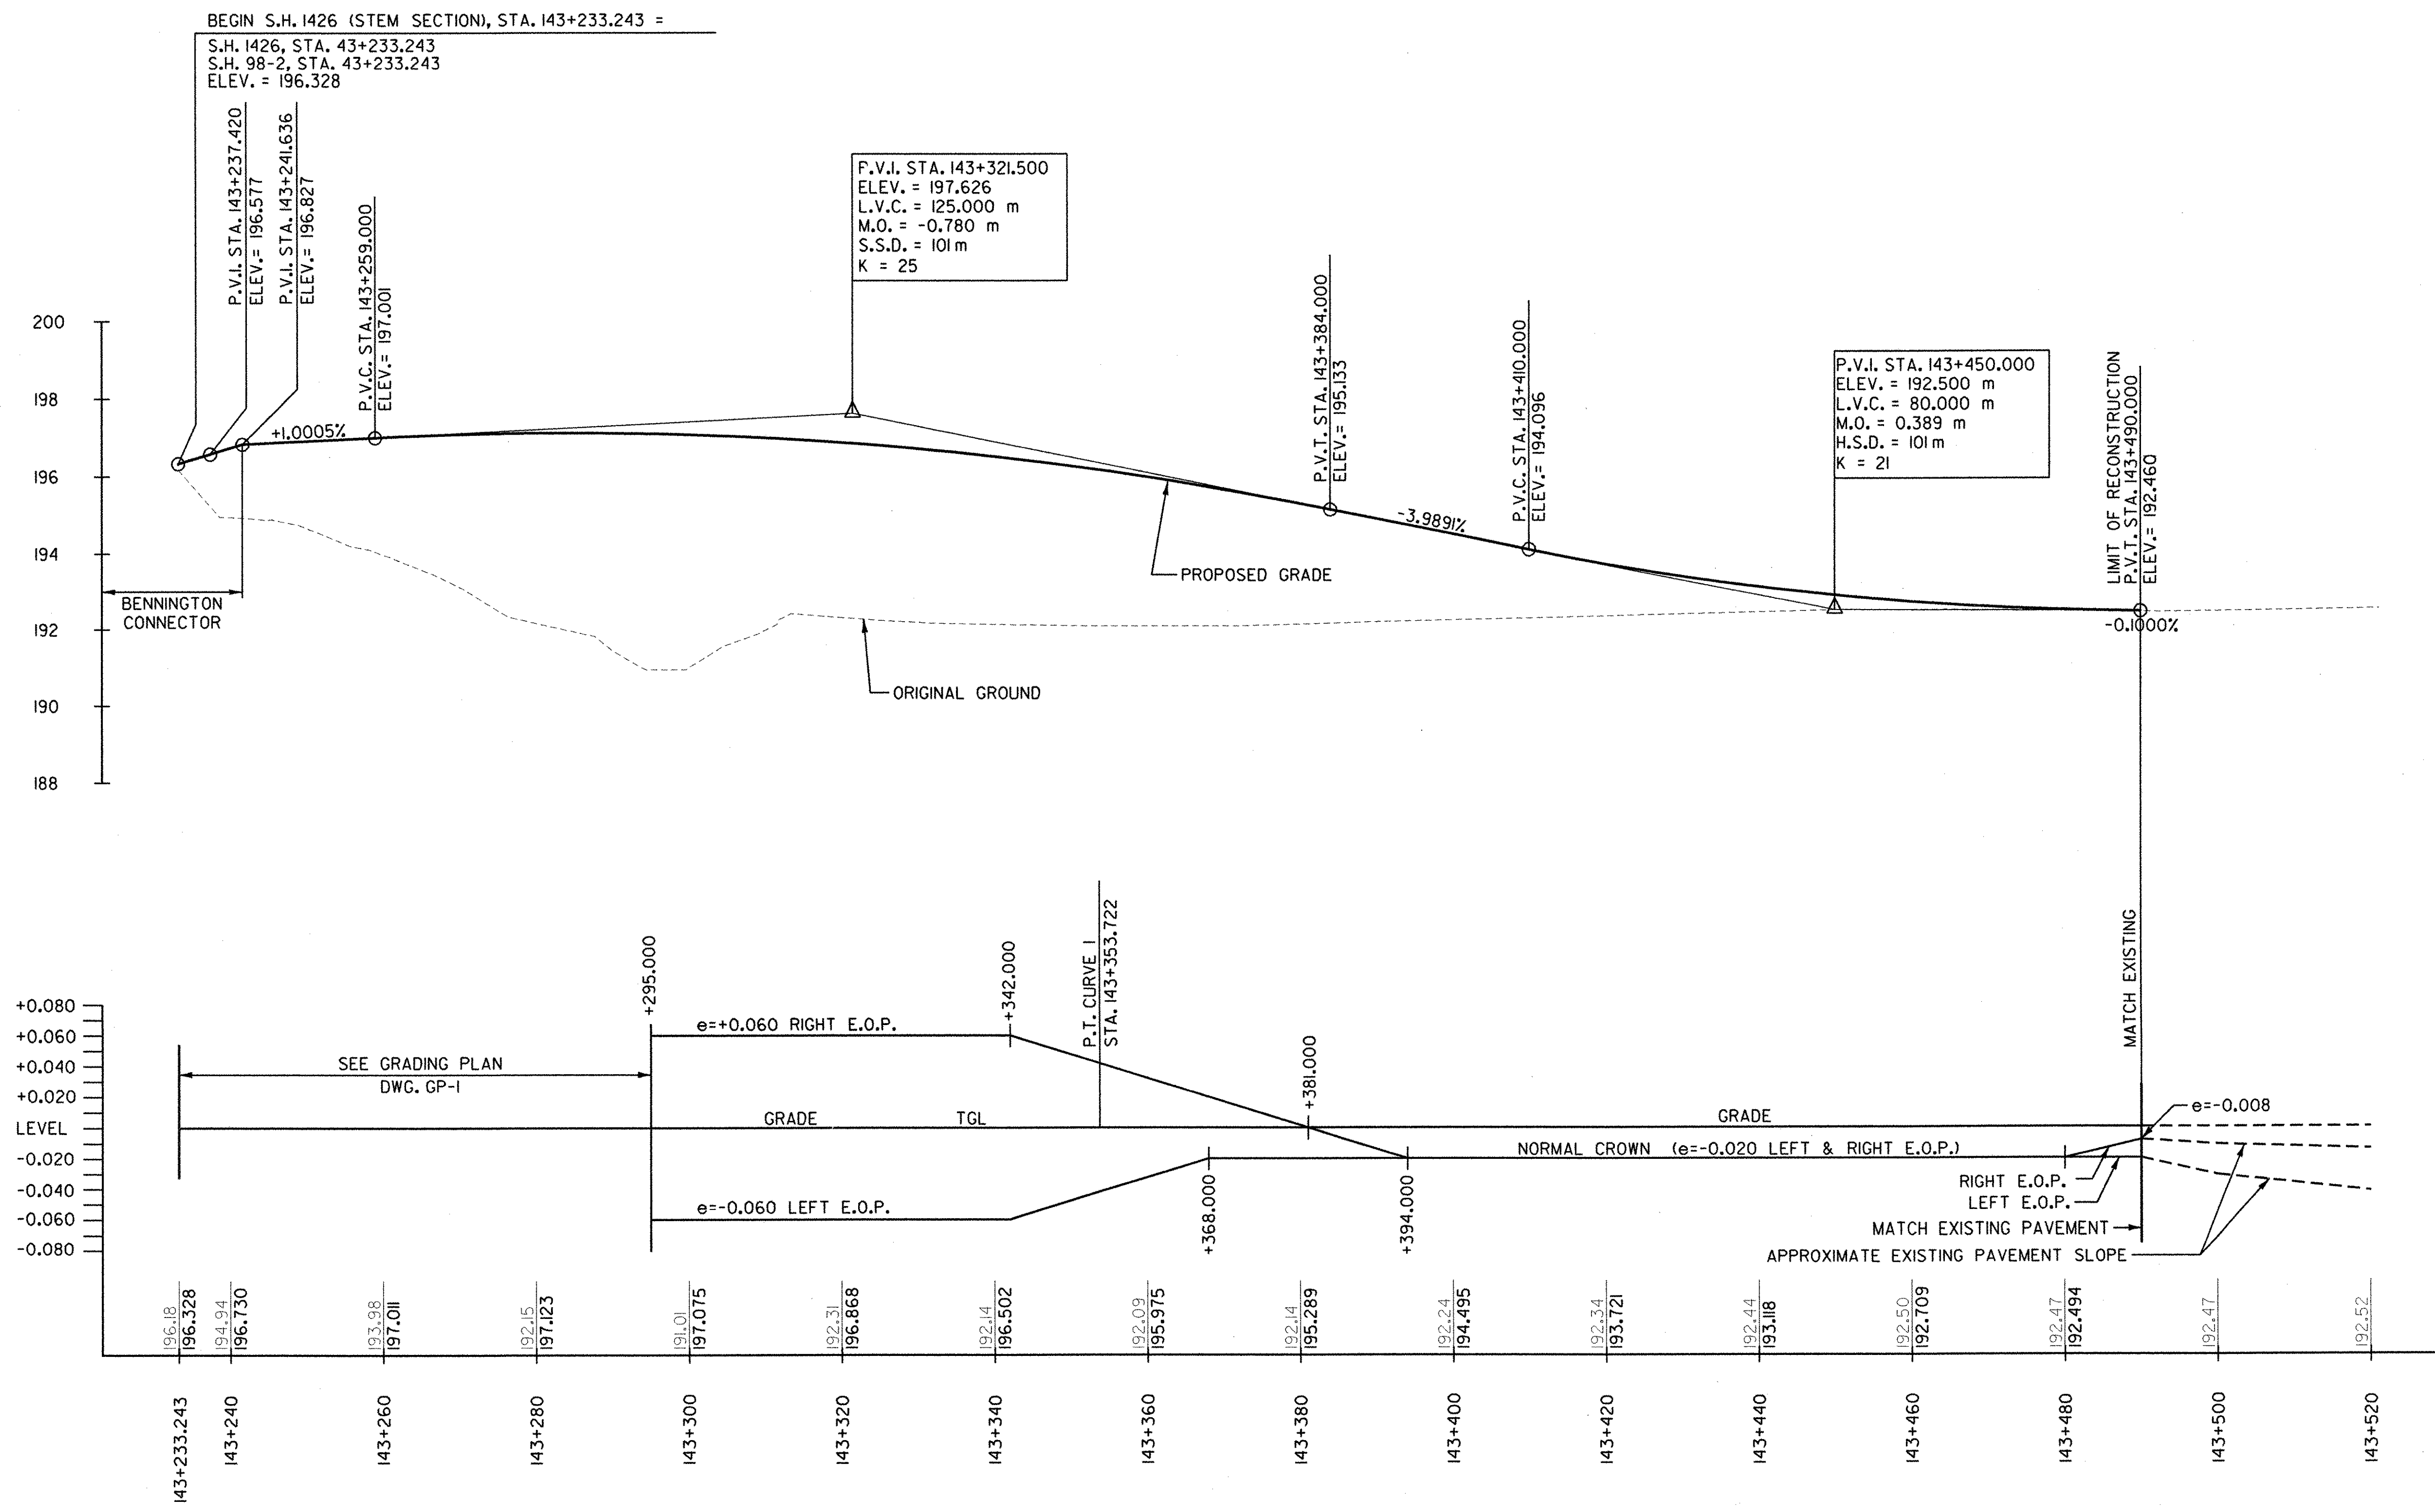 BEGIN S.H. 1426 (STEM SECTION), STA. 143+233.243 =
S.H. 1426, STA. 43+233.243
S.H. 98-2, STA. 43+233.243
ELEV. = 196.328
P.V.I. STA. 143+237.420
ELEV. = 196.577
P.V.I. STA. 143+241.636
ELEV. = 196.827
P.V.C. STA. 143+259.000
ELEV. = 197.001
P.V.I. STA. 143+321.500
ELEV. = 197.626
L.V.C. = 125.000 m
M.O. = -0.780 m
S.S.D. = 101 m
K = 25
P.V.T. STA. 143+384.000
ELEV. = 195.133
P.V.C. STA. 143+410.000
ELEV. = 194.096
P.V.I. STA. 143+450.000
ELEV. = 192.500 m
L.V.C. = 80.000 m
M.O. = 0.389 m
H.S.D. = 101 m
K = 21
LIMIT OF RECONSTRUCTION
P.V.T. STA. 143+490.000
ELEV. = 192.460
200
198
196
194
192
190
188
+1.0005%
-3.9891%
-0.1000%
PROPOSED GRADE
BENNINGTON
CONNECTOR
ORIGINAL GROUND
+295.000
+342.000
P.T. CURVE 1
STA. 143+353.722
+381.000
MATCH EXISTING
+0.080
+0.060
+0.040
+0.020
LEVEL
-0.020
-0.040
-0.060
-0.080
e=+0.060 RIGHT E.O.P.
SEE GRADING PLAN
DWG. GP-1
GRADE
TGL
GRADE
e=-0.008
NORMAL CROWN (e=-0.020 LEFT & RIGHT E.O.P.)
e=-0.060 LEFT E.O.P.
+368.000
+394.000
RIGHT E.O.P.
LEFT E.O.P.
MATCH EXISTING PAVEMENT
APPROXIMATE EXISTING PAVEMENT SLOPE
196.18
196.328
194.94
196.730
193.98
197.011
192.15
197.123
191.01
197.075
192.31
196.868
192.14
196.502
192.09
195.975
192.14
195.289
192.24
194.495
192.34
193.721
192.44
193.118
192.50
192.709
192.47
192.494
192.47
192.52
143+233.243
143+240
143+260
143+280
143+300
143+320
143+340
143+360
143+380
143+400
143+420
143+440
143+460
143+480
143+500
143+520